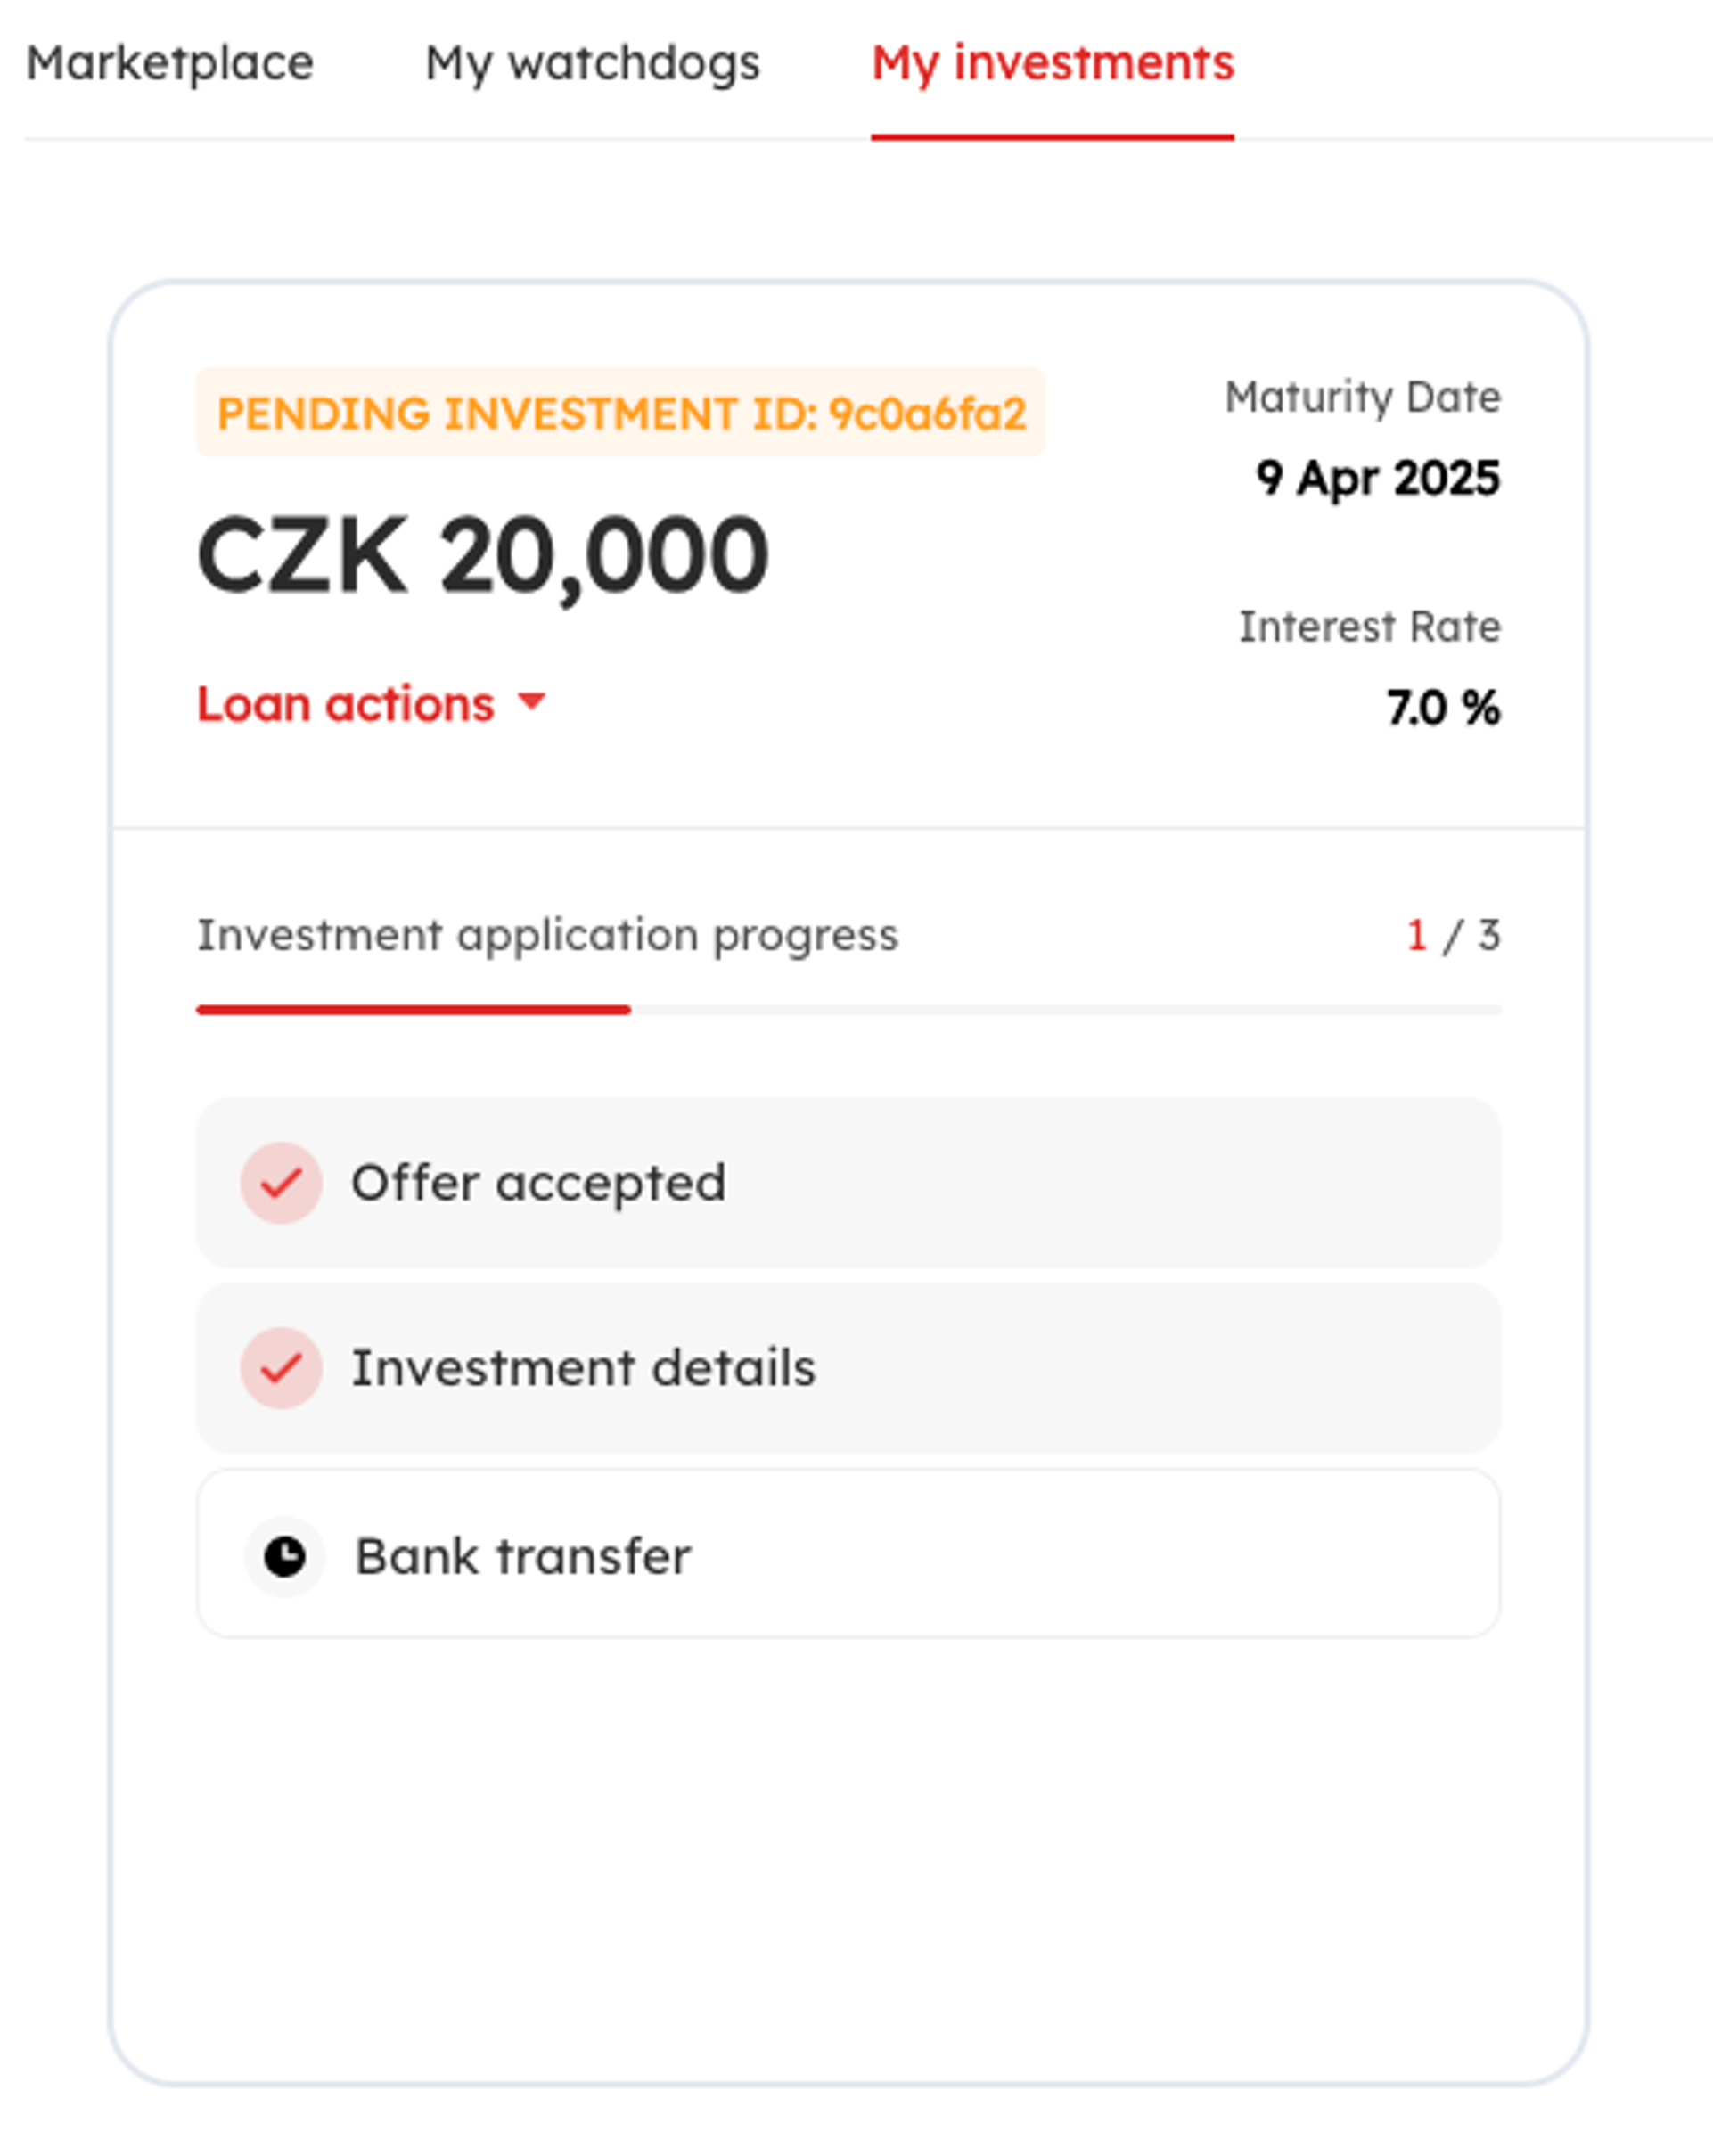 Marketplace My watchdogs My investments
PENDING INVESTMENT ID: 9c0a6fa2
CZK 20,000
Loan actions
Maturity Date
9 Apr 2025
Interest Rate
7.0 %
Investment application progress 1 / 3
Offer accepted
Investment details
Bank transfer